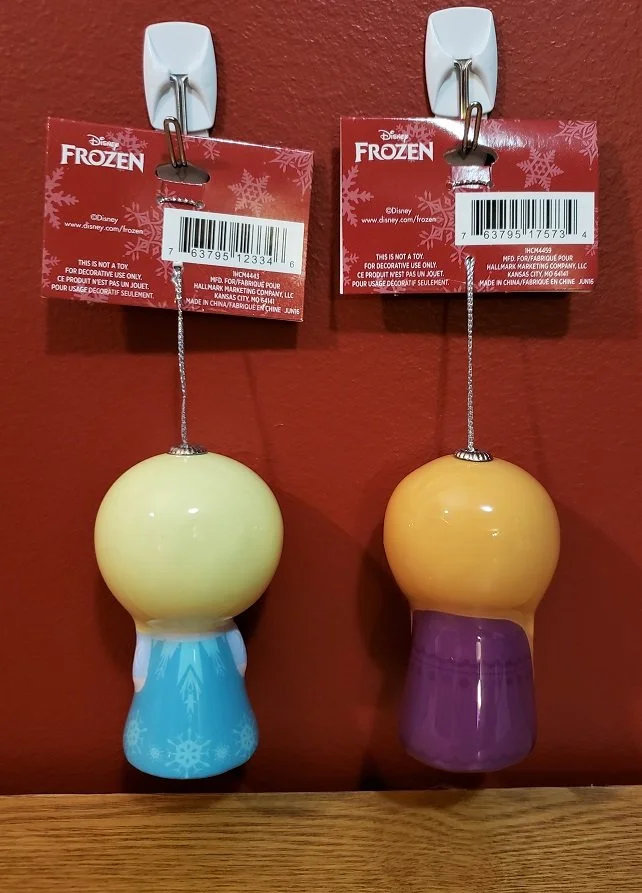 Disney
FROZEN
©Disney
www.disney.com/frozen
7 63795 12334 6
THIS IS NOT A TOY.
FOR DECORATIVE USE ONLY.
CE PRODUIT N'EST PAS UN JOUET.
POUR USAGE DÉCORATIF SEULEMENT.
1HCM4443
MFD. FOR/FABRIQUÉ POUR
HALLMARK MARKETING COMPANY, LLC
KANSAS CITY, MO 64141
MADE IN CHINA/FABRIQUÉ EN CHINE JUN16
Disney
FROZEN
©Disney
www.disney.com/frozen
7 63795 17573 4
THIS IS NOT A TOY.
FOR DECORATIVE USE ONLY.
CE PRODUIT N'EST PAS UN JOUET.
POUR USAGE DÉCORATIF SEULEMENT.
1HCM4459
MFD. FOR/FABRIQUÉ POUR
HALLMARK MARKETING COMPANY, LLC
KANSAS CITY, MO 64141
MADE IN CHINA/FABRIQUÉ EN CHINE JUN16